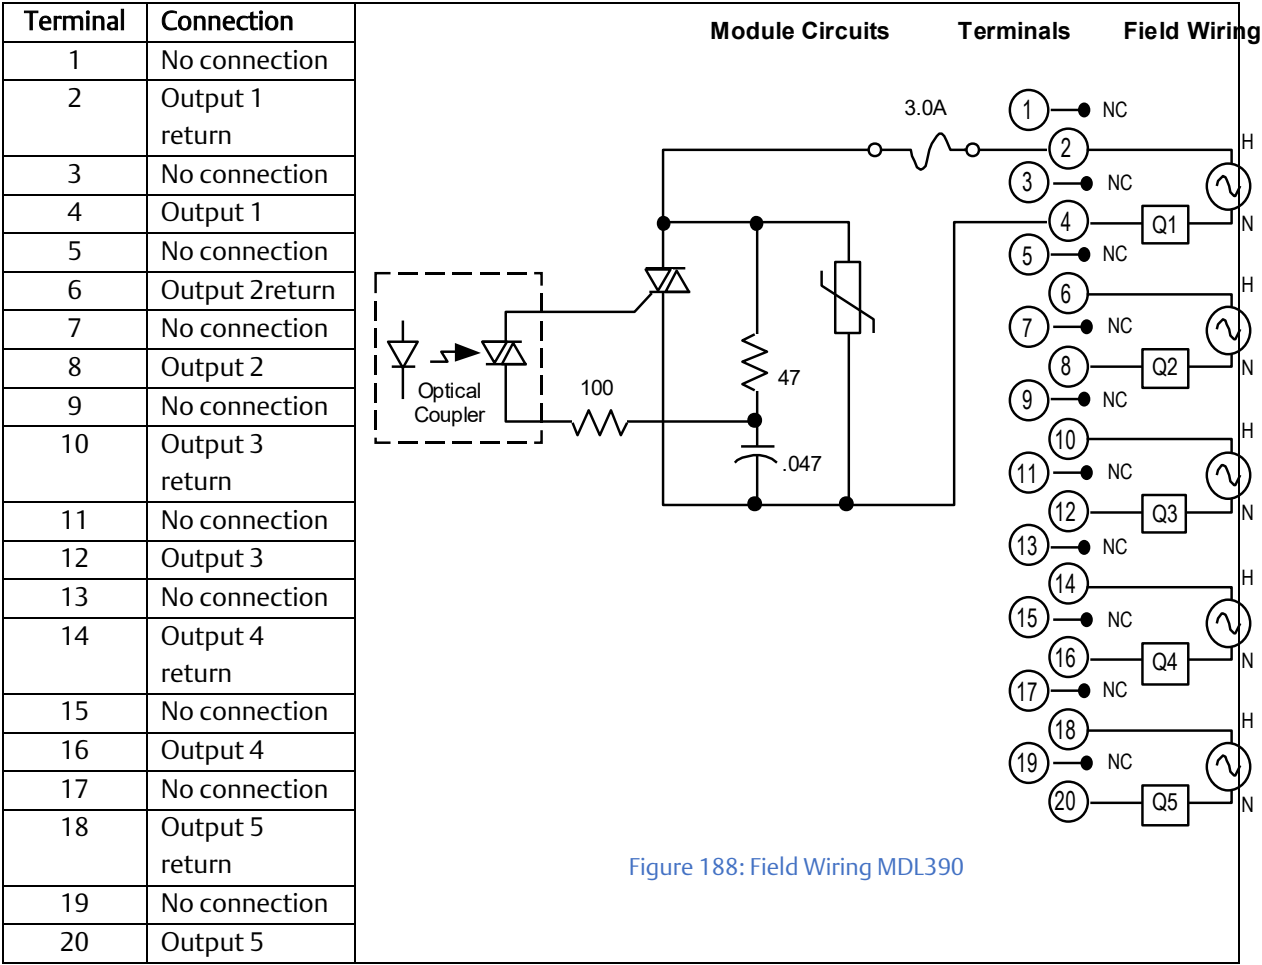 Terminal Connection
1 No connection
2 Output 1
return
3 No connection
4 Output 1
5 No connection
6 Output 2return
7 No connection
8 Output 2
9 No connection
10 Output 3
return
11 No connection
12 Output 3
13 No connection
14 Output 4
return
15 No connection
16 Output 4
17 No connection
18 Output 5
return
19 No connection
20 Output 5
Module Circuits Terminals Field Wiring
3.0A
1 NC
2 H
3 NC
4 Q1 N
5 NC
6 H
7 NC
8 Q2 N
9 NC
10 H
11 NC
12 Q3 N
13 NC
14 H
15 NC
16 Q4 N
17 NC
18 H
19 NC
20 Q5 N
Optical
Coupler
100
47
.047
Figure 188: Field Wiring MDL390